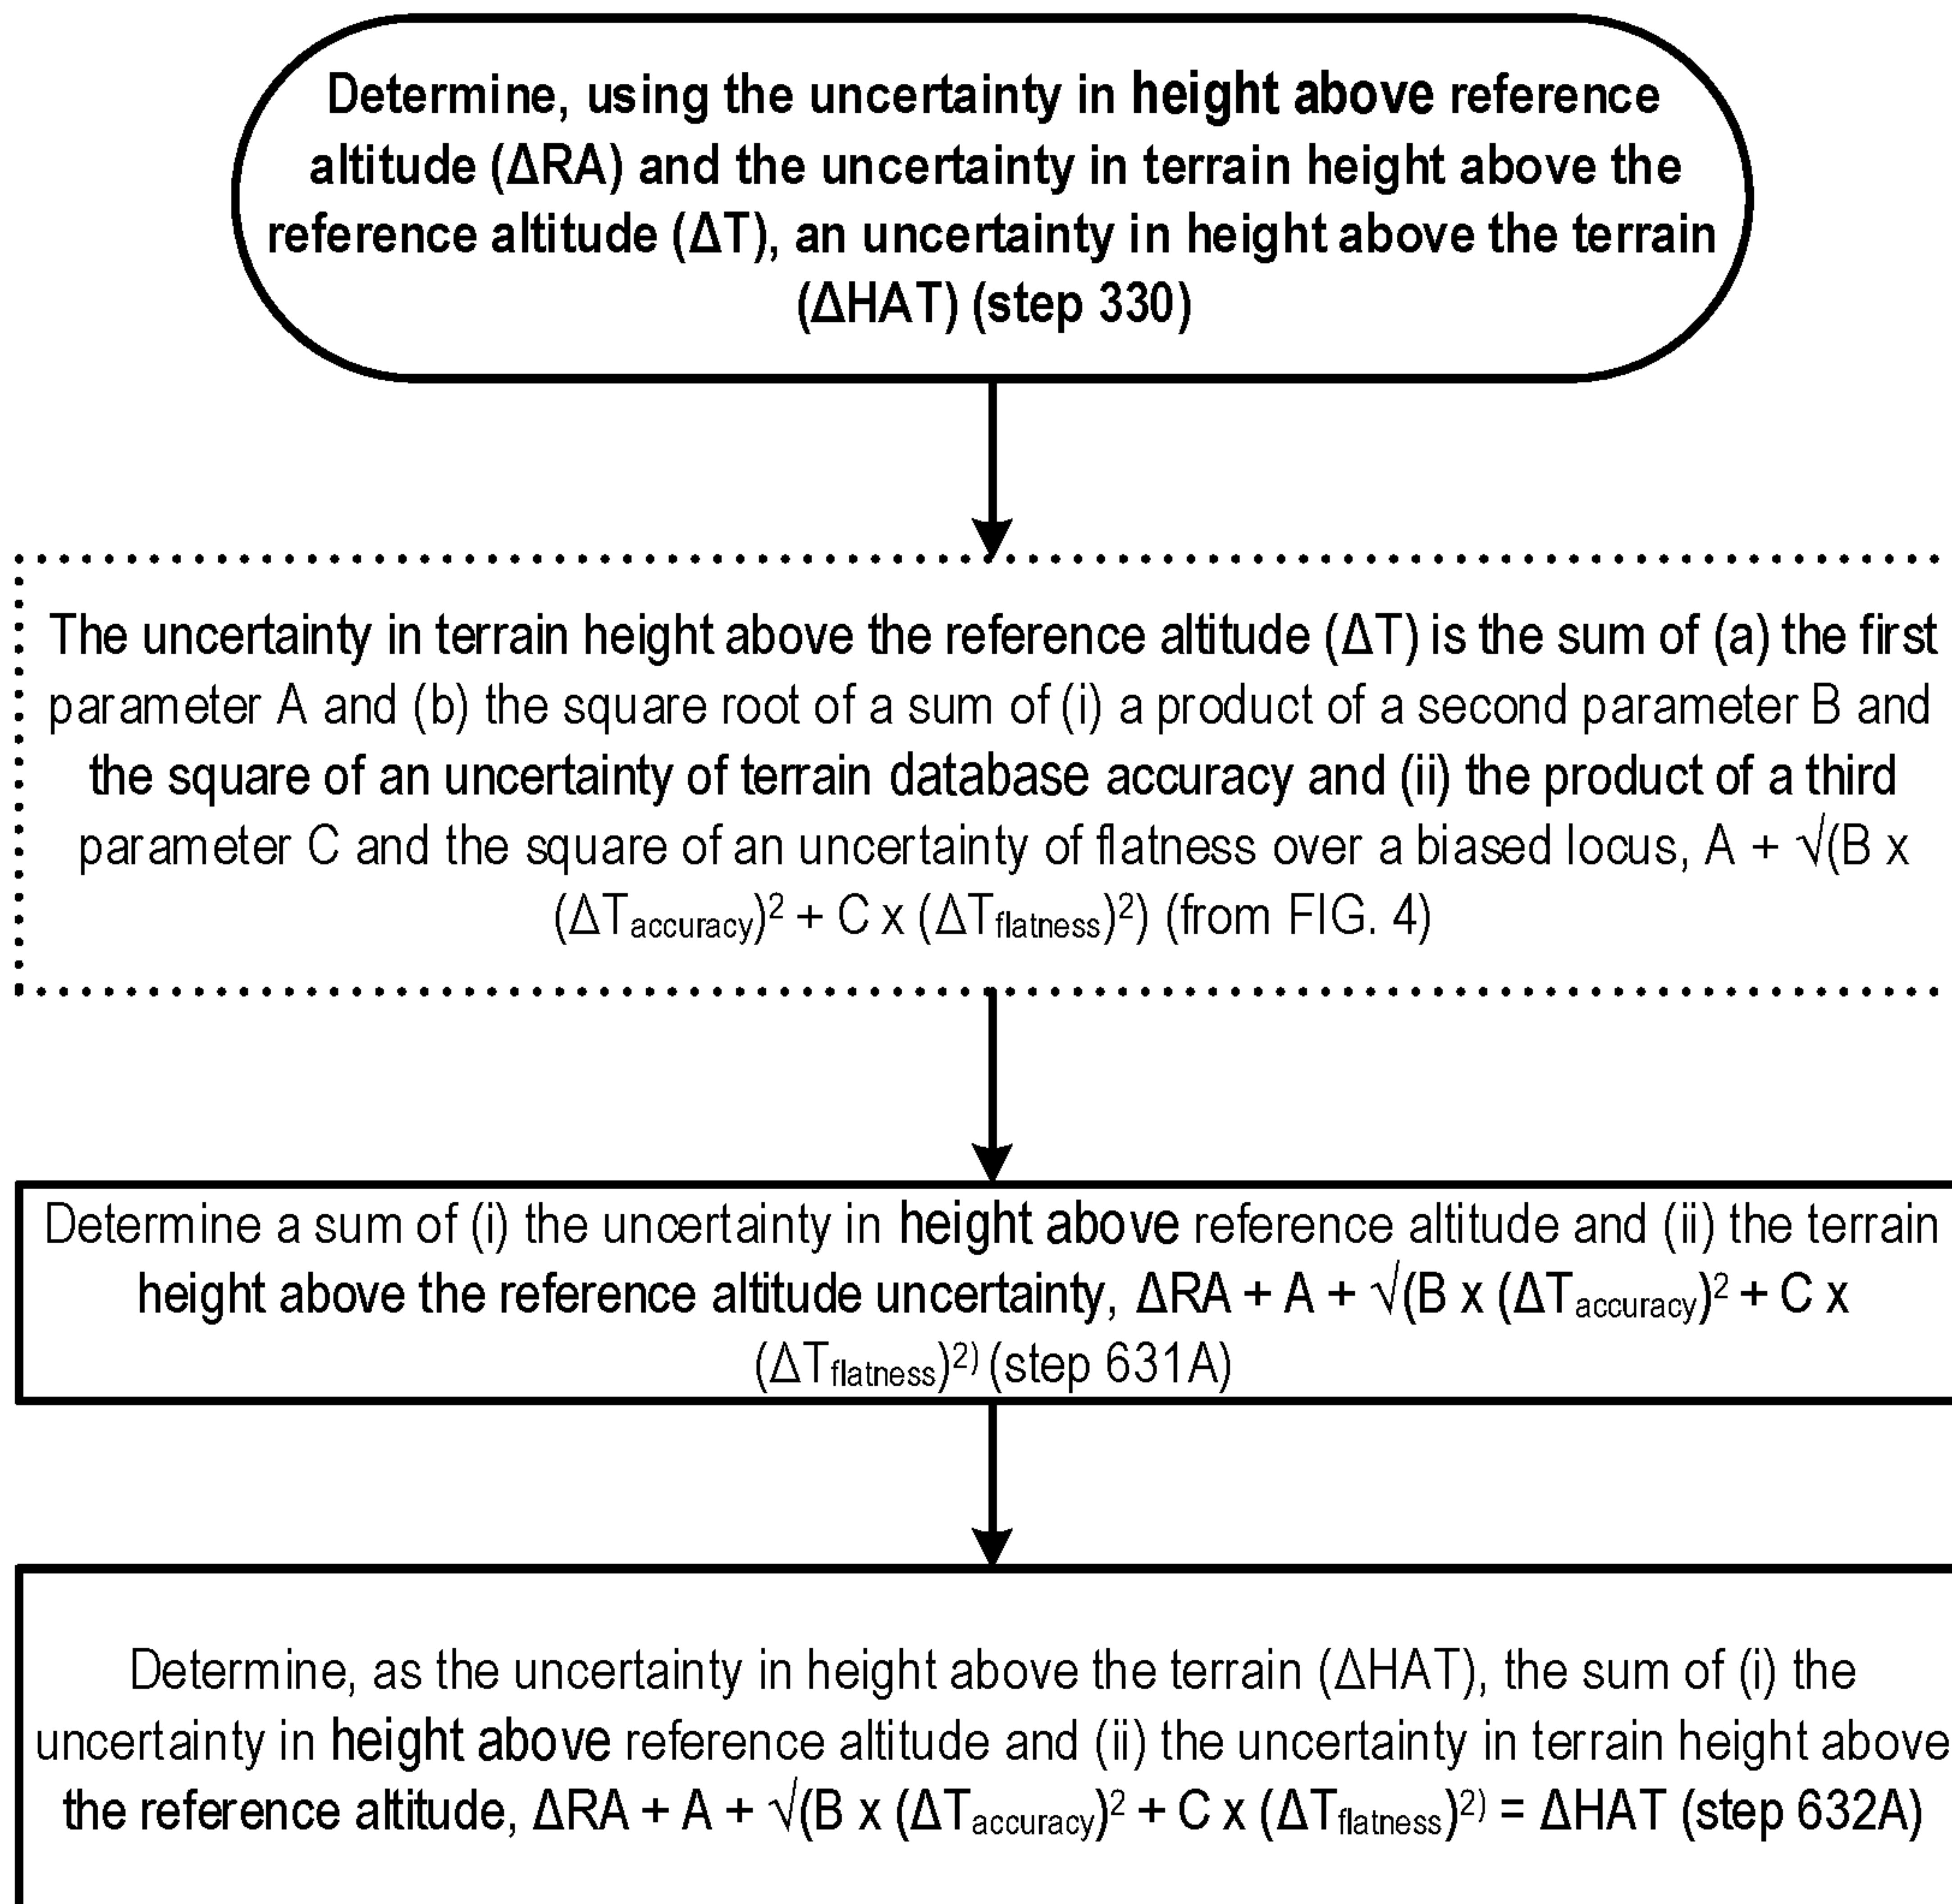 Determine, using the uncertainty in height above reference
altitude (ΔRA) and the uncertainty in terrain height above the
reference altitude (ΔT), an uncertainty in height above the terrain
(ΔHAT) (step 330)
The uncertainty in terrain height above the reference altitude (ΔT) is the sum of (a) the first
parameter A and (b) the square root of a sum of (i) a product of a second parameter B and
the square of an uncertainty of terrain database accuracy and (ii) the product of a third
parameter C and the square of an uncertainty of flatness over a biased locus, A + √(B x
(ΔTaccuracy)² + C x (ΔTflatness)²) (from FIG. 4)
Determine a sum of (i) the uncertainty in height above reference altitude and (ii) the terrain
height above the reference altitude uncertainty, ΔRA + A + √(B x (ΔTaccuracy)² + C x
(ΔTflatness)²⁾ (step 631A)
Determine, as the uncertainty in height above the terrain (ΔHAT), the sum of (i) the
uncertainty in height above reference altitude and (ii) the uncertainty in terrain height above
the reference altitude, ΔRA + A + √(B x (ΔTaccuracy)² + C x (ΔTflatness)²⁾ = ΔHAT (step 632A)